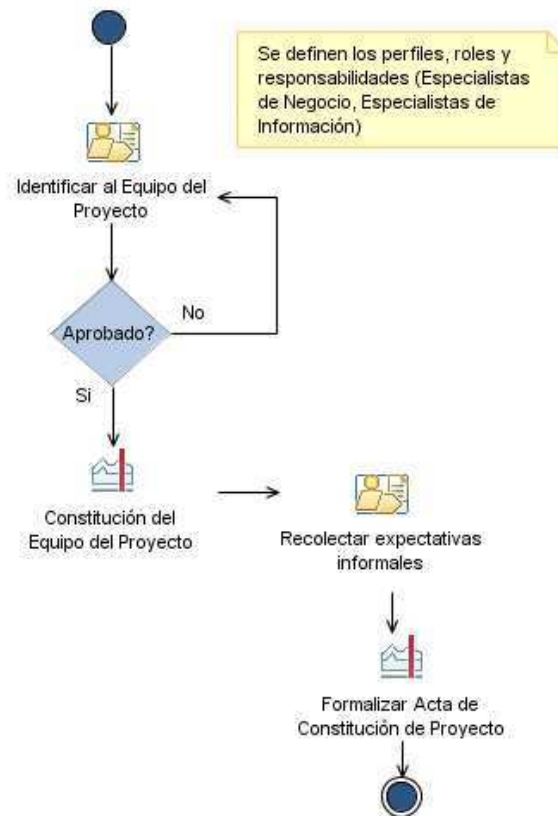 Se definen los perfiles, roles y
responsabilidades (Especialistas
de Negocio, Especialistas de
Información)
Identificar al Equipo del
Proyecto
No
Aprobado?
Si
Constitución del
Equipo del Proyecto
Recolectar expectativas
informales
Formalizar Acta de
Constitución de Proyecto